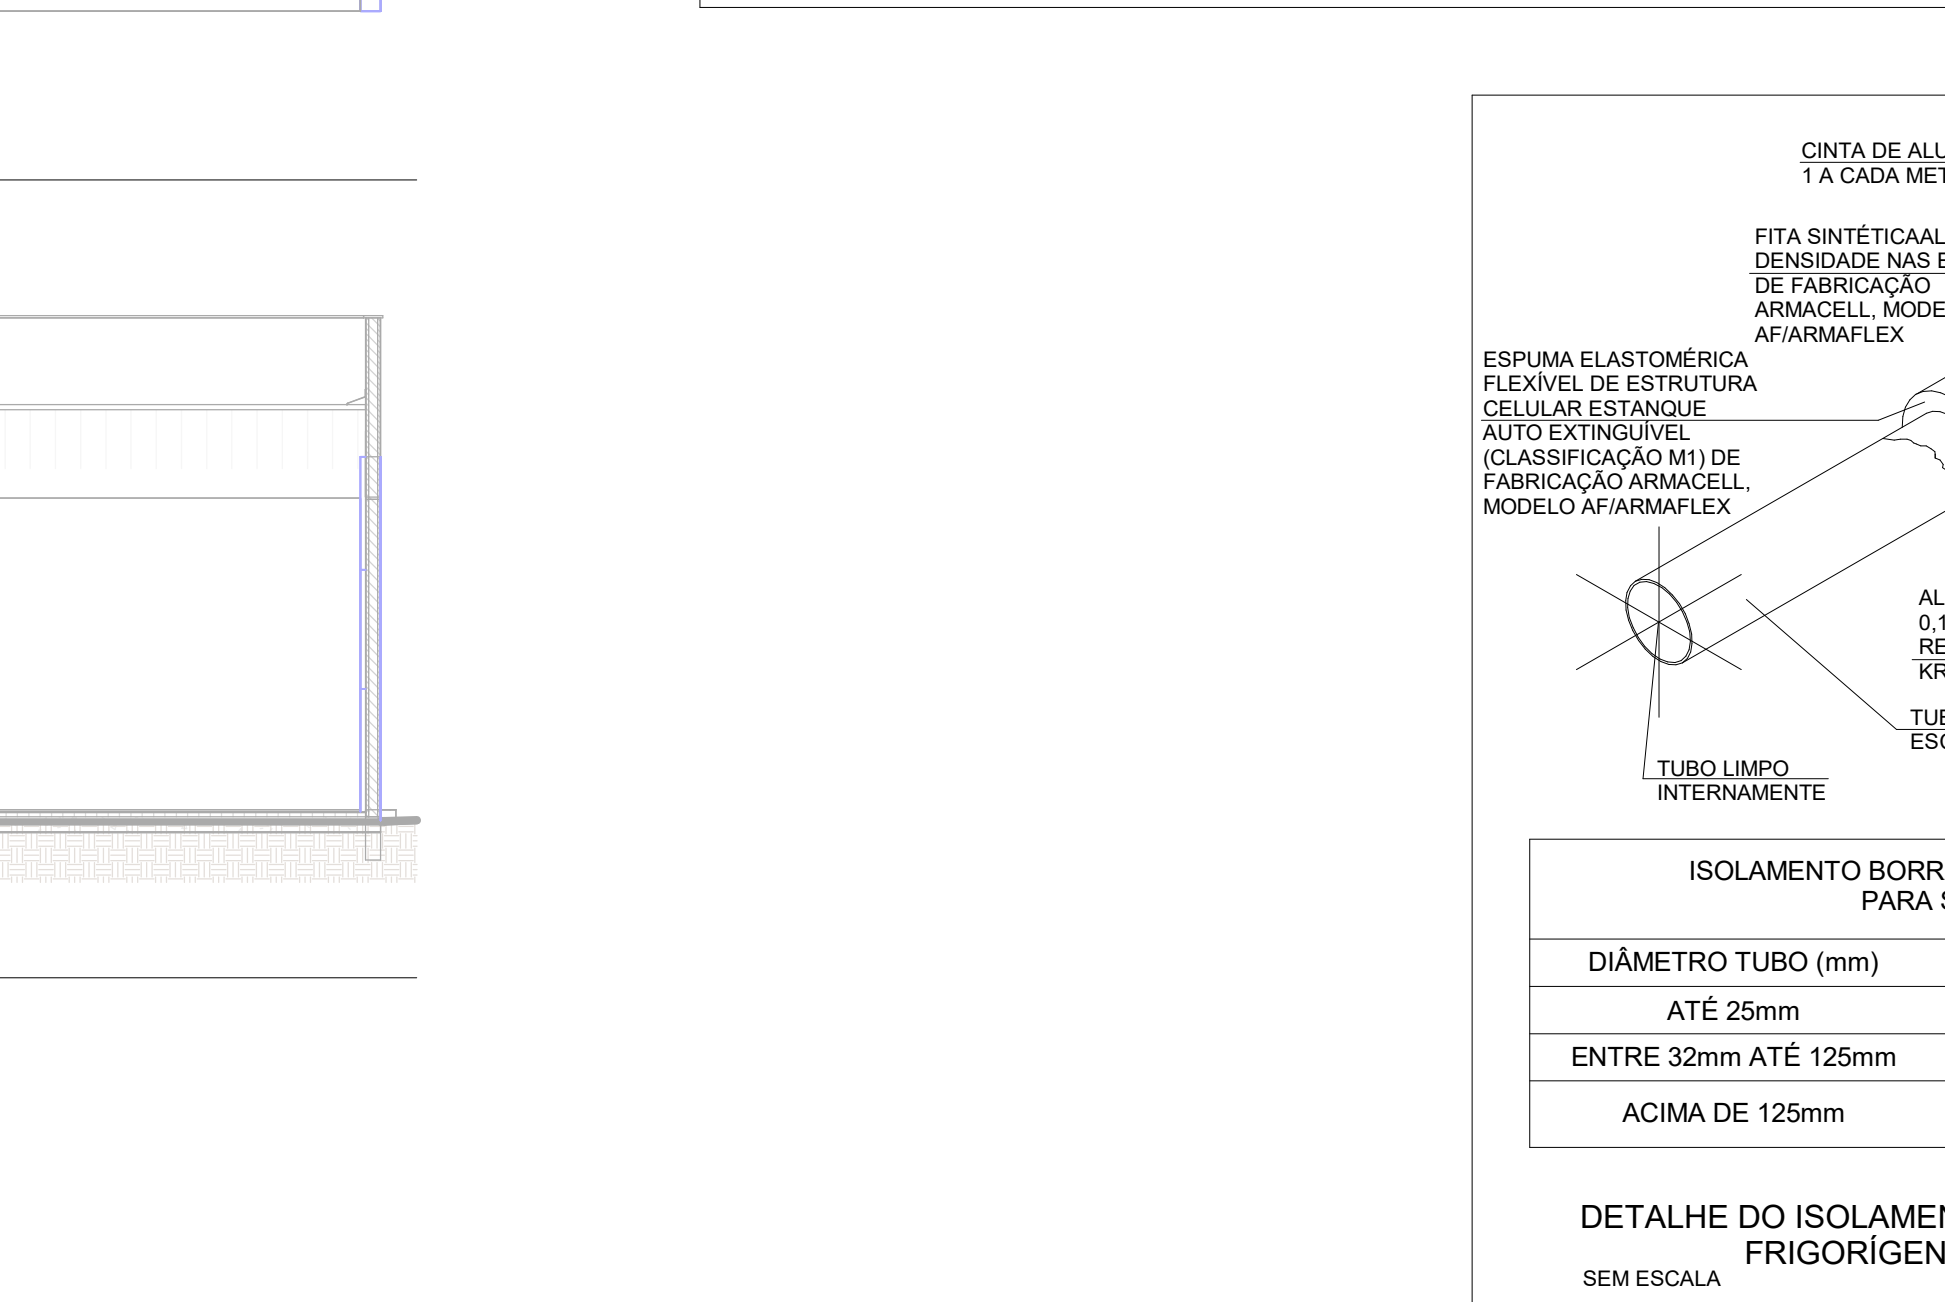 CINTA DE ALU
1 A CADA MET
FITA SINTÉTICAAL
DENSIDADE NAS E
DE FABRICAÇÃO
ARMACELL, MODE
AF/ARMAFLEX
ESPUMA ELASTOMÉRICA
FLEXÍVEL DE ESTRUTURA
CELULAR ESTANQUE
AUTO EXTINGUÍVEL
(CLASSIFICAÇÃO M1) DE
FABRICAÇÃO ARMACELL,
MODELO AF/ARMAFLEX
AL
0,1
RE
KR
TUB
ESC
TUBO LIMPO
INTERNAMENTE
ISOLAMENTO BORRA
PARA S
DIÂMETRO TUBO (mm)
ATÉ 25mm
ENTRE 32mm ATÉ 125mm
ACIMA DE 125mm
DETALHE DO ISOLAMEN
FRIGORÍGEN
SEM ESCALA